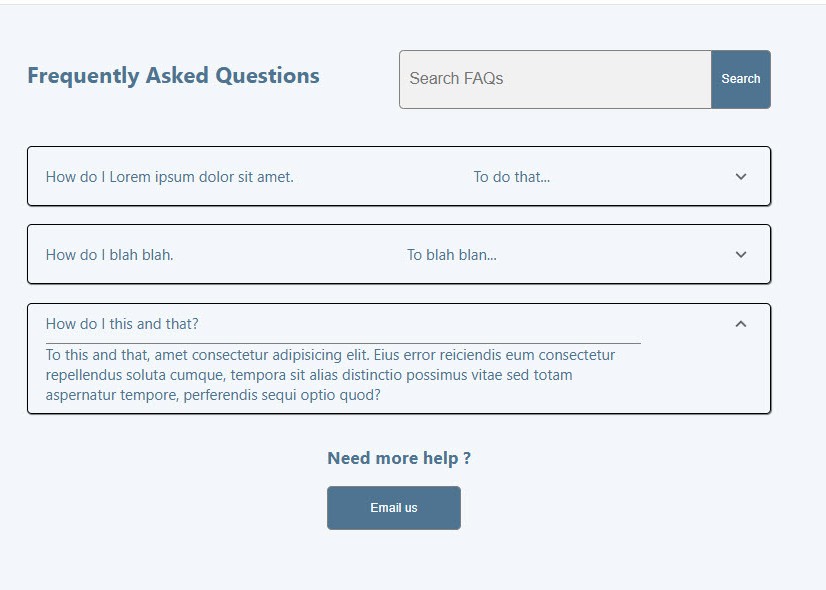 Frequently Asked Questions
Search FAQs
Search
How do I Lorem ipsum dolor sit amet.
To do that...
How do I blah blah.
To blah blan...
How do I this and that?
To this and that, amet consectetur adipisicing elit. Eius error reiciendis eum consectetur
repellendus soluta cumque, tempora sit alias distinctio possimus vitae sed totam
aspernatur tempore, perferendis sequi optio quod?
Need more help ?
Email us